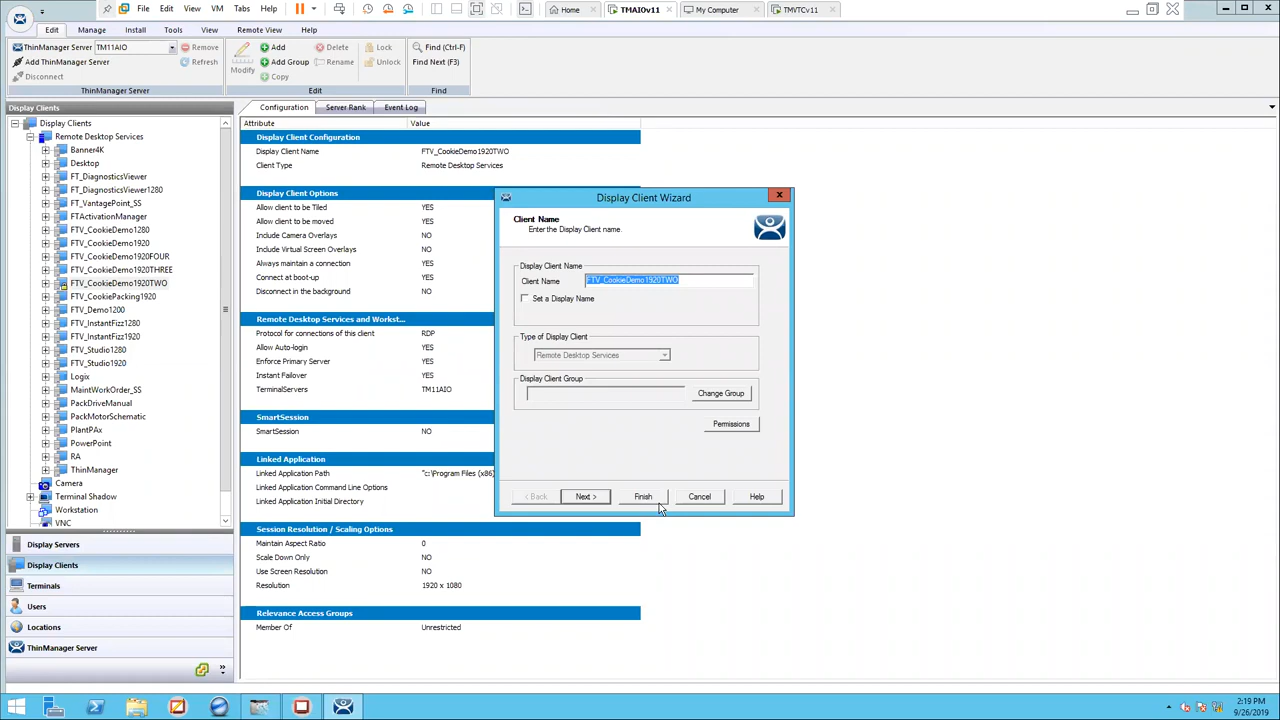 File Edit View VM Tabs Help
Home
TMAIOv11
My Computer
TMVTCv11
Edit Manage Install Tools View Remote View Help
ThinManager Server TM11AIO Remove
Add ThinManager Server Refresh
Disconnect
ThinManager Server
Modify
Add Delete Lock
Add Group Rename Unlock
Copy
Edit
Find (Ctrl-F)
Find Next (F3)
Find
Display Clients
Display Clients
Remote Desktop Services
Banner4K
Desktop
FT_DiagnosticsViewer
FT_DiagnosticsViewer1280
FT_VantagePoint_SS
FTActivationManager
FTV_CookieDemo1280
FTV_CookieDemo1920
FTV_CookieDemo1920FOUR
FTV_CookieDemo1920THREE
FTV_CookieDemo1920TWO
FTV_CookiePacking1920
FTV_Demo1200
FTV_InstantFizz1280
FTV_InstantFizz1920
FTV_Studio1280
FTV_Studio1920
Logix
MaintWorkOrder_SS
PackDriveManual
PackMotorSchematic
PlantPAx
PowerPoint
RA
ThinManager
Camera
Terminal Shadow
Workstation
VNC
Display Servers
Display Clients
Terminals
Users
Locations
ThinManager Server
Configuration Server Rank Event Log
Attribute Value
Display Client Configuration
Display Client Name FTV_CookieDemo1920TWO
Client Type Remote Desktop Services
Display Client Options
Allow client to be Tiled YES
Allow client to be moved YES
Include Camera Overlays NO
Include Virtual Screen Overlays NO
Always maintain a connection YES
Connect at boot-up YES
Disconnect in the background NO
Remote Desktop Services and Workst...
Protocol for connections of this client RDP
Allow Auto-login YES
Enforce Primary Server YES
Instant Failover YES
TerminalServers TM11AIO
SmartSession
SmartSession NO
Linked Application
Linked Application Path "c:\Program Files (x86)
Linked Application Command Line Options
Linked Application Initial Directory
Session Resolution / Scaling Options
Maintain Aspect Ratio 0
Scale Down Only NO
Use Screen Resolution NO
Resolution 1920 x 1080
Relevance Access Groups
Member Of Unrestricted
Display Client Wizard
Client Name
Enter the Display Client name.
Display Client Name
Client Name FTV_CookieDemo1920TWO
Set a Display Name
Type of Display Client
Remote Desktop Services
Display Client Group
Change Group
Permissions
< Back Next > Finish Cancel Help
2:19 PM
9/26/2019